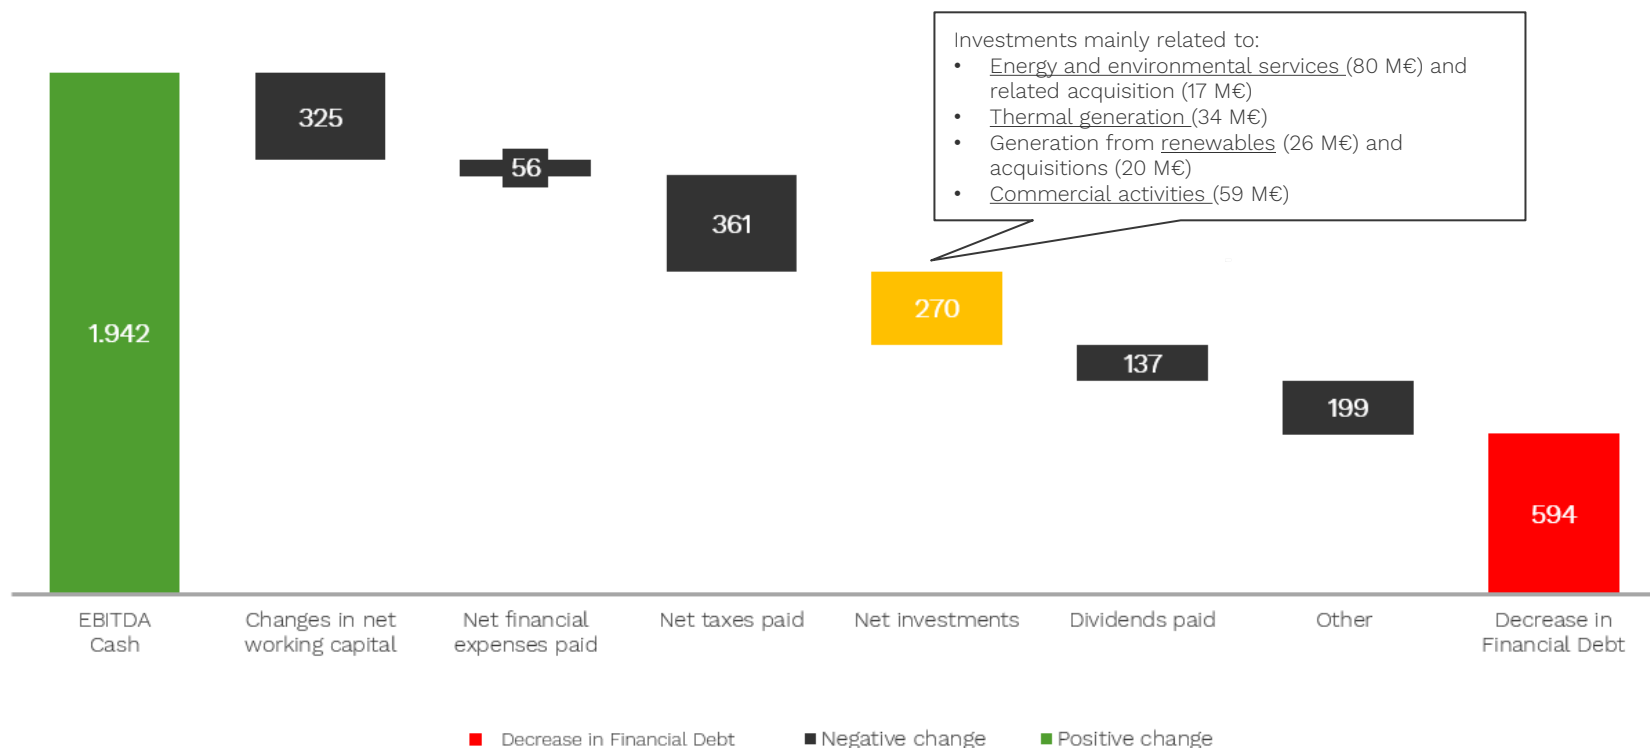 Investments mainly related to:
• Energy and environmental services (80 M€) and
related acquisition (17 M€)
• Thermal generation (34 M€)
• Generation from renewables (26 M€) and
acquisitions (20 M€)
• Commercial activities (59 M€)
1.942
325
56
361
270
137
199
594
EBITDA
Cash
Changes in net
working capital
Net financial
expenses paid
Net taxes paid
Net investments
Dividends paid
Other
Decrease in
Financial Debt
Decrease in Financial Debt
Negative change
Positive change